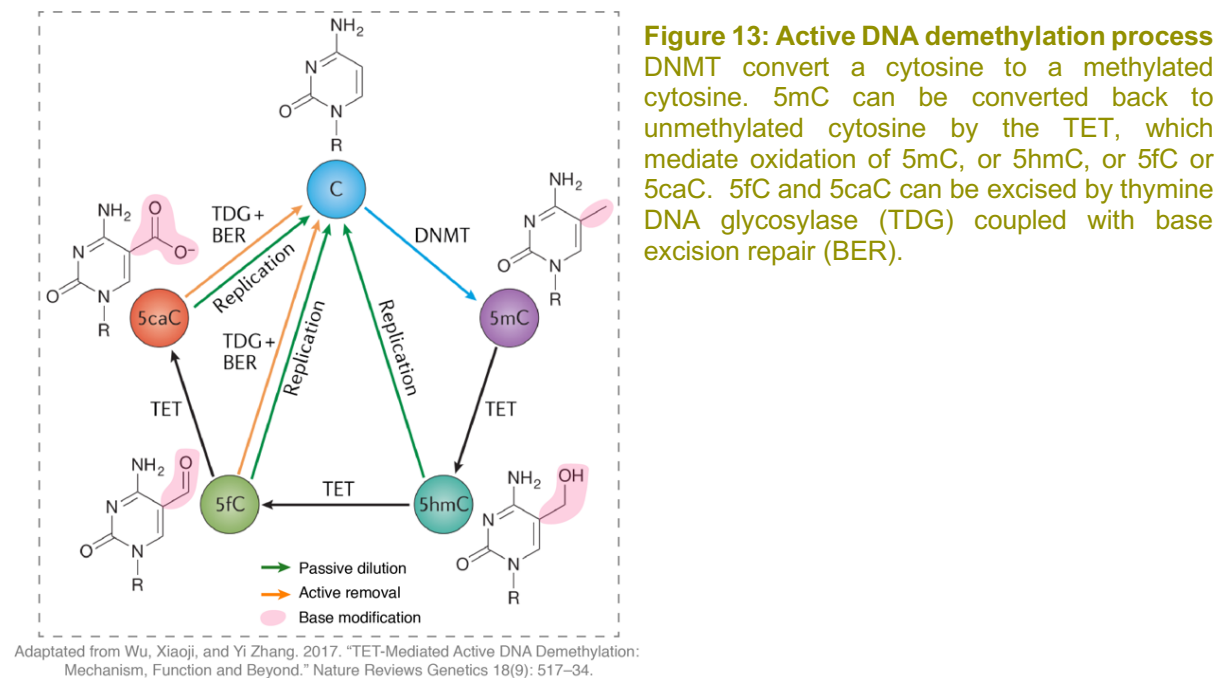 NH₂
N
O
N
R
C
Figure 13: Active DNA demethylation process
DNMT convert a cytosine to a methylated
cytosine. 5mC can be converted back to
unmethylated cytosine by the TET, which
mediate oxidation of 5mC, or 5hmC, or 5fC or
5caC. 5fC and 5caC can be excised by thymine
DNA glycosylase (TDG) coupled with base
excision repair (BER).
NH₂
O
N
O-
O
N
R
TDG +
BER
Replication
DNMT
NH₂
N
O
N
R
5caC
TDG +
BER
Replication
Replication
5mC
TET
TET
NH₂
O
N
O
N
R
5fC
TET
5hmC
NH₂
OH
N
O
N
R
Passive dilution
Active removal
Base modification
Adaptated from Wu, Xiaoji, and Yi Zhang. 2017. “TET-Mediated Active DNA Demethylation:
Mechanism, Function and Beyond.” Nature Reviews Genetics 18(9): 517–34.